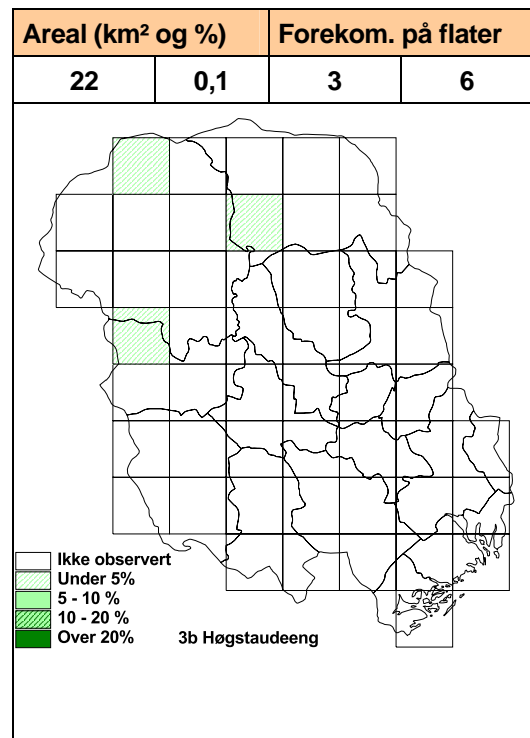 Areal (km² og %) Forekom. på flater
22 0,1 3 6
Ikke observert
Under 5%
5 - 10 %
10 - 20 %
Over 20% 3b Høgstaudeeng